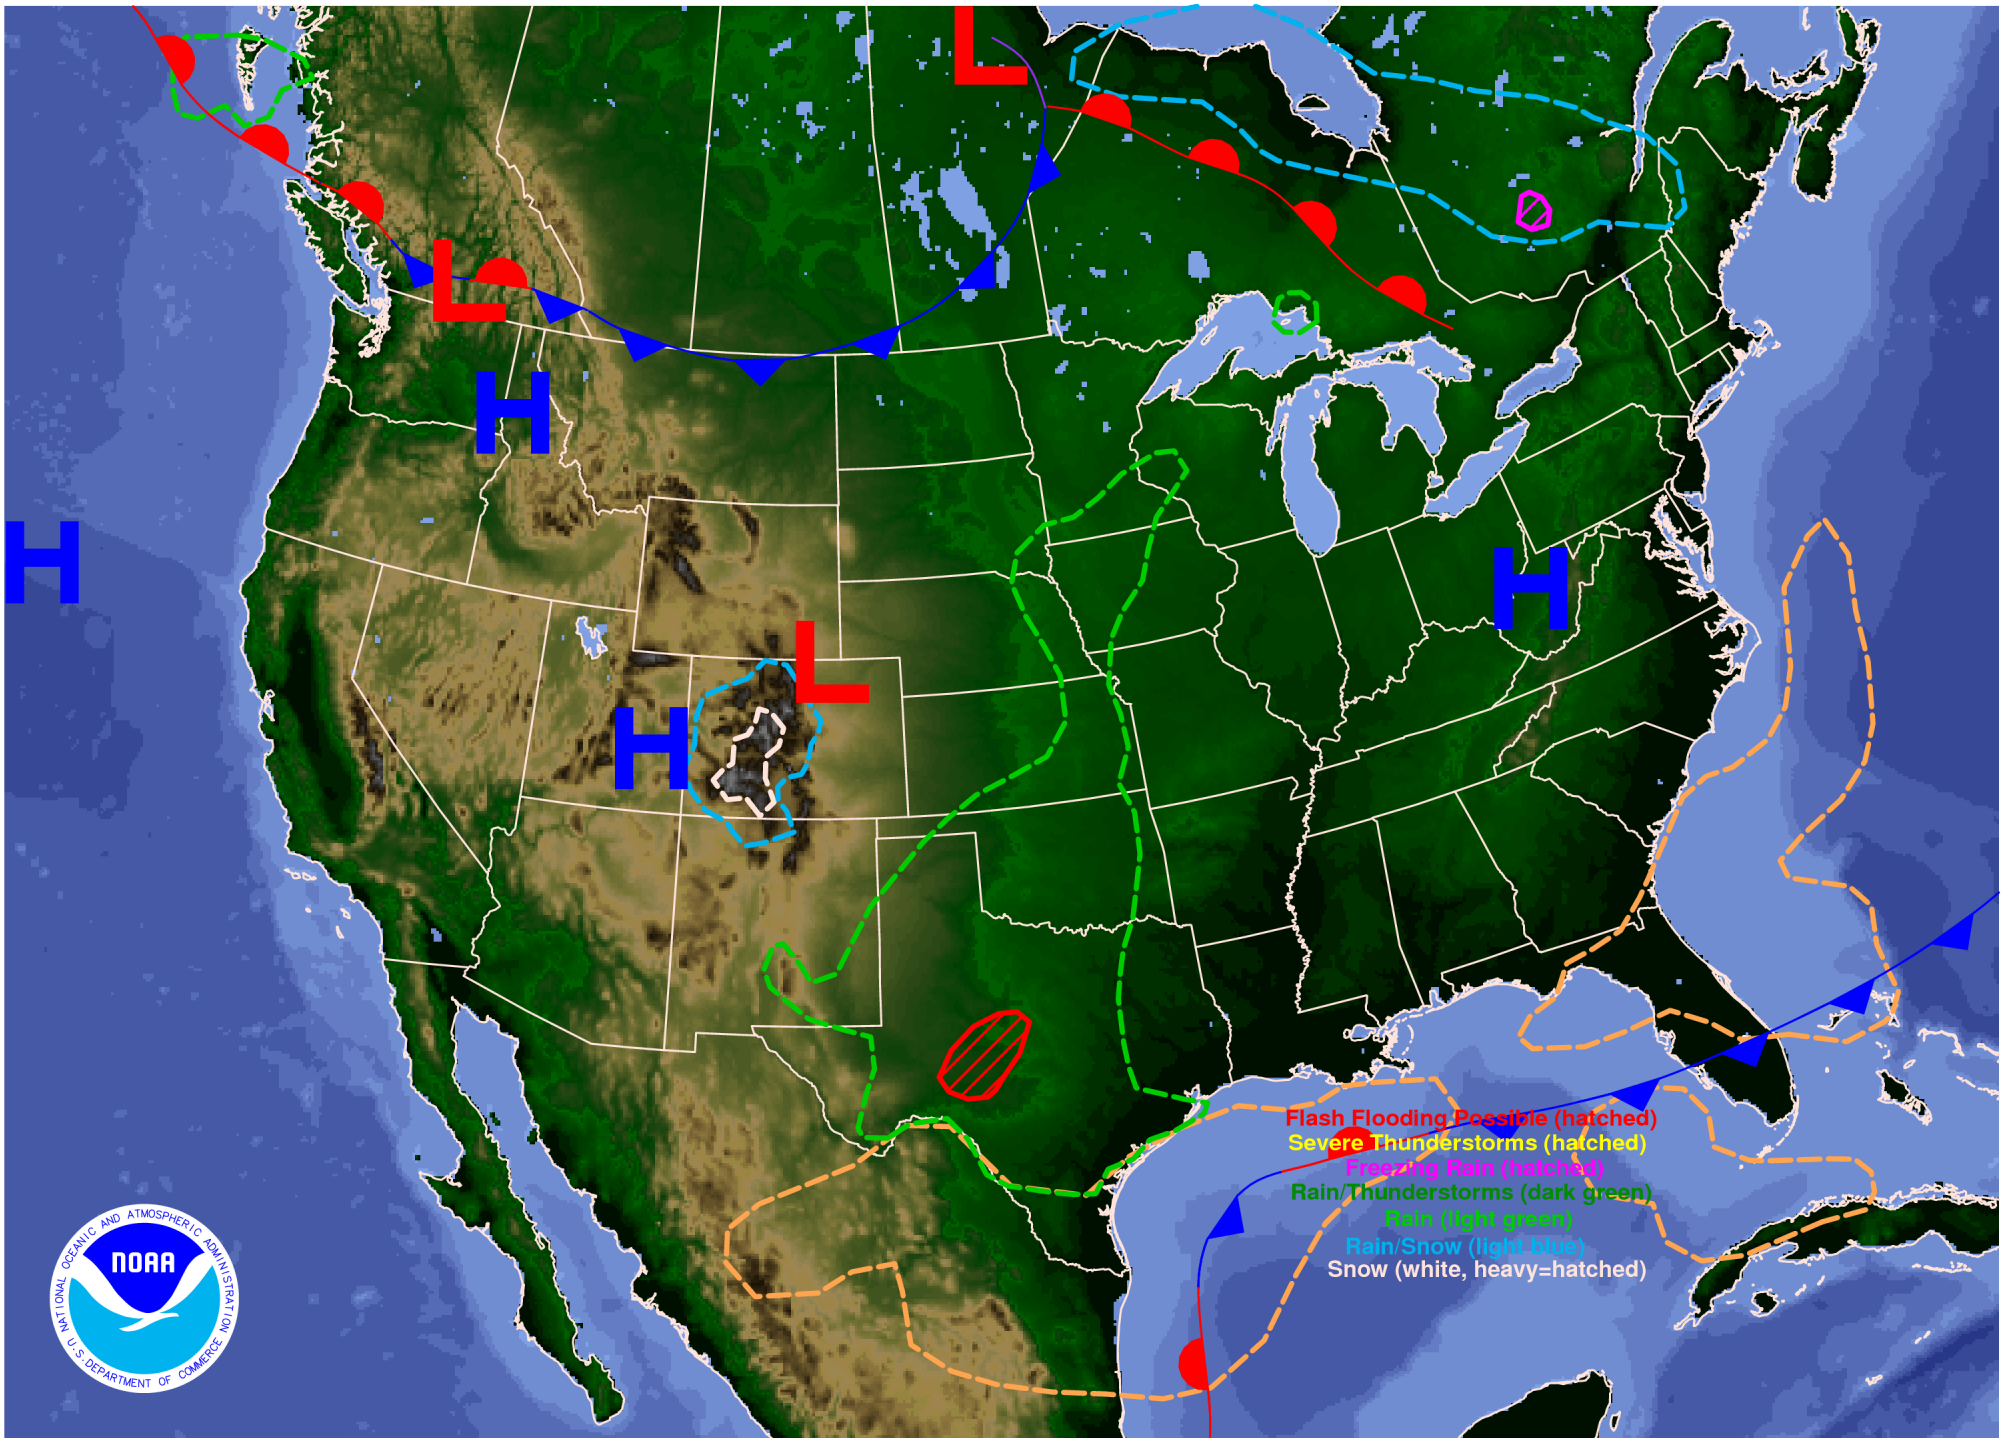 L
L
H
H
H
L
H
Flash Flooding Possible (hatched)
Severe Thunderstorms (hatched)
Freezing Rain (hatched)
Rain/Thunderstorms (dark green)
Rain (light green)
Rain/Snow (light blue)
Snow (white, heavy=hatched)
NATIONAL OCEANIC AND ATMOSPHERIC ADMINISTRATION
NOAA
U.S. DEPARTMENT OF COMMERCE